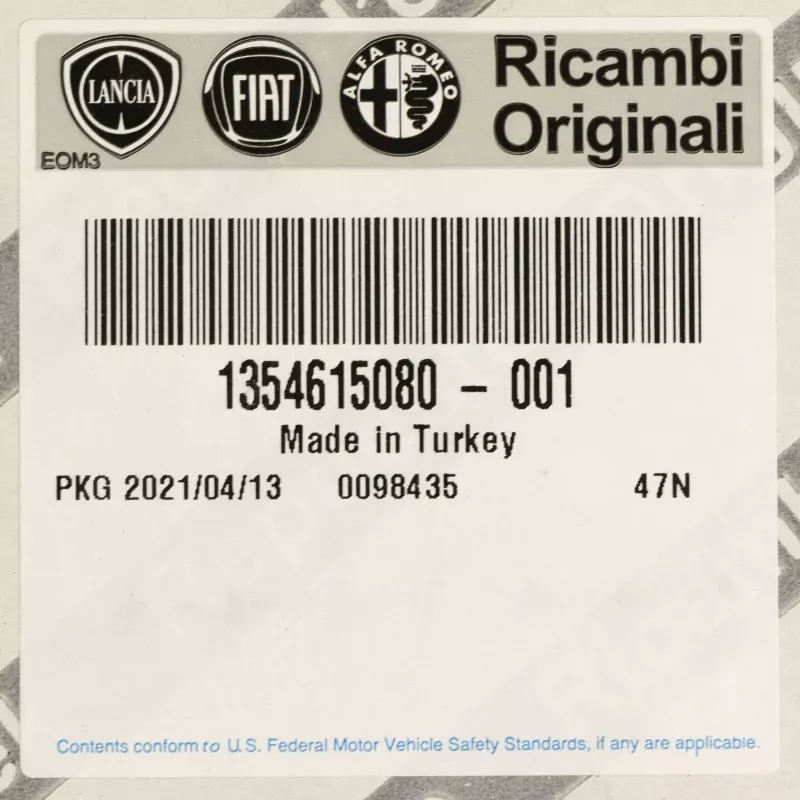 LANCIA
FIAT
ALFA ROMEO
Ricambi
Originali
EOM3
1354615080 - 001
Made in Turkey
PKG 2021/04/13 0098435 47N
Contents conform to U.S. Federal Motor Vehicle Safety Standards, if any are applicable.